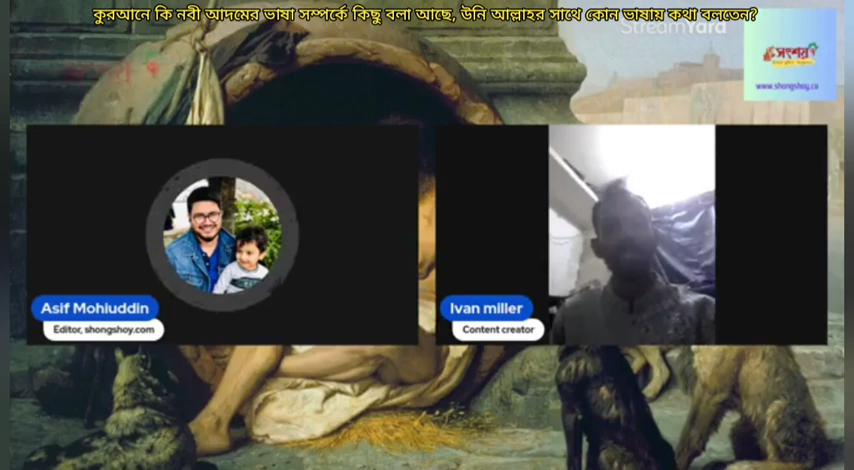 কুরআনে কি নবী আদমের ভাষা সম্পর্কে কিছু বলা আছে, উনি আল্লাহর সাথে কোন ভাষায় কথা বলতেন?
StreamYard
সংশয়
www.shongshoy.co
Asif Mohiuddin
Editor, shongshoy.com
Ivan miller
Content creator